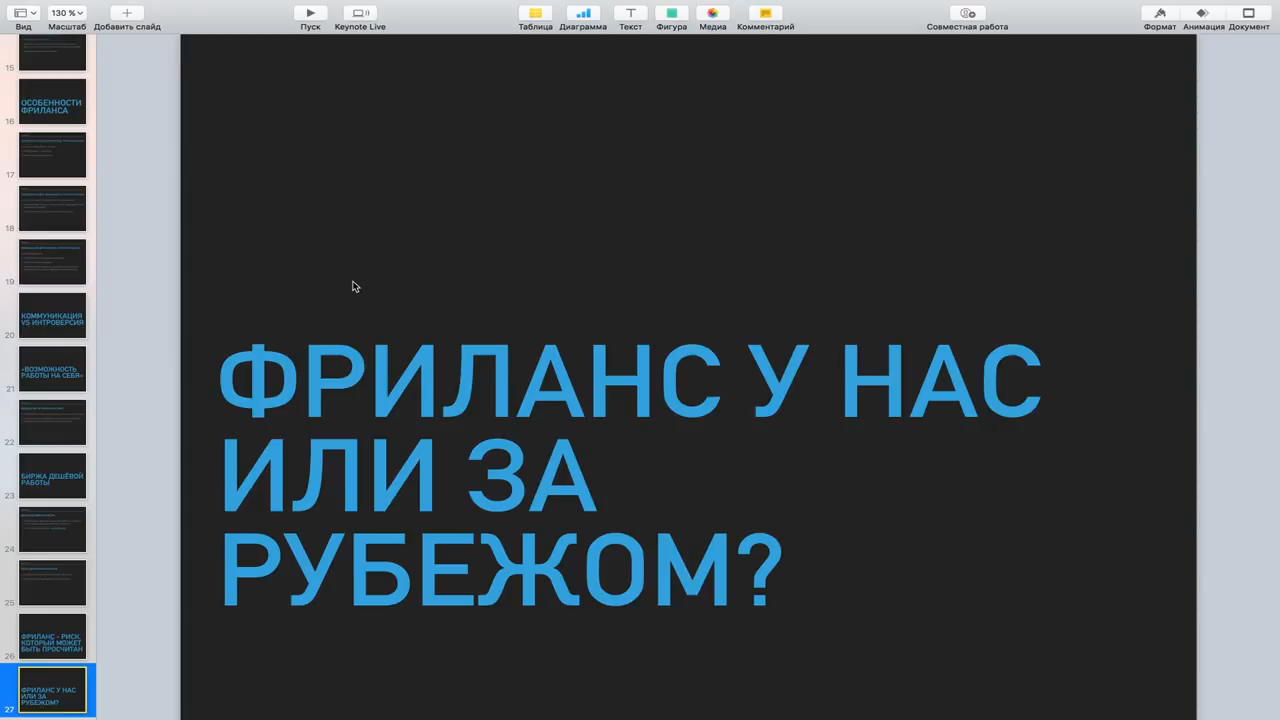 130 %
Вид
Масштаб
Добавить слайд
Пуск
Keynote Live
Таблица
Диаграмма
Текст
Фигура
Медиа
Комментарий
Совместная работа
Формат
Анимация
Документ
15
ОСОБЕННОСТИ
ФРИЛАНСА
16
17
18
19
КОММУНИКАЦИЯ
VS ИНТРОВЕРСИЯ
20
«ВОЗМОЖНОСТЬ
РАБОТЫ НА СЕБЯ»
21
22
БИРЖА ДЕШЁВОЙ
РАБОТЫ
23
24
25
ФРИЛАНС - РИСК,
КОТОРЫЙ МОЖЕТ
БЫТЬ ПРОСЧИТАН
26
ФРИЛАНС У НАС
ИЛИ ЗА
РУБЕЖОМ?
27
ФРИЛАНС У НАС
ИЛИ ЗА
РУБЕЖОМ?